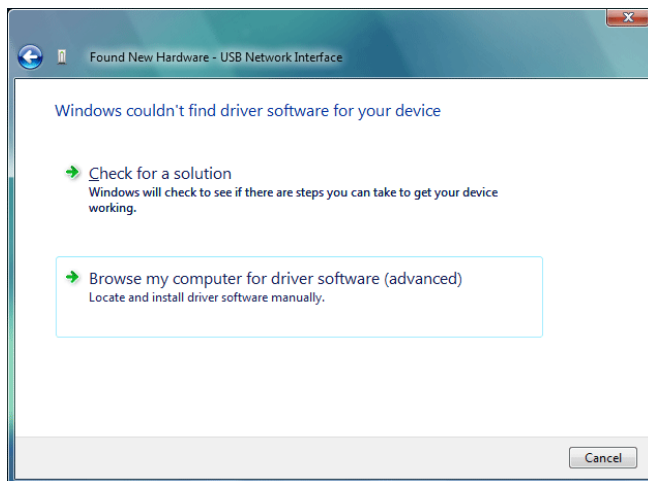 Found New Hardware - USB Network Interface
Windows couldn't find driver software for your device
Check for a solution
Windows will check to see if there are steps you can take to get your device
working.
Browse my computer for driver software (advanced)
Locate and install driver software manually.
Cancel